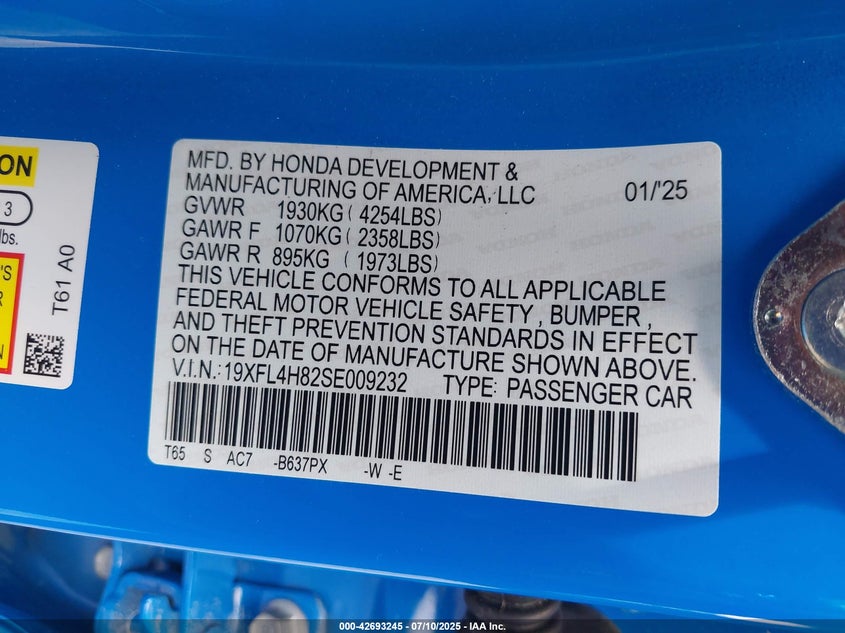 ON
3
lbs.
'S
R
N
T61 A0
MFD. BY HONDA DEVELOPMENT &
MANUFACTURING OF AMERICA, LLC 01/'25
GVWR 1930KG ( 4254LBS)
GAWR F 1070KG ( 2358LBS)
GAWR R 895KG ( 1973LBS)
THIS VEHICLE CONFORMS TO ALL APPLICABLE
FEDERAL MOTOR VEHICLE SAFETY, BUMPER,
AND THEFT PREVENTION STANDARDS IN EFFECT
ON THE DATE OF MANUFACTURE SHOWN ABOVE.
V.I.N.:19XFL4H82SE009232 TYPE: PASSENGER CAR
T65 S AC7 -B637PX -W -E
000-42693245 - 07/10/2025 - IAA Inc.